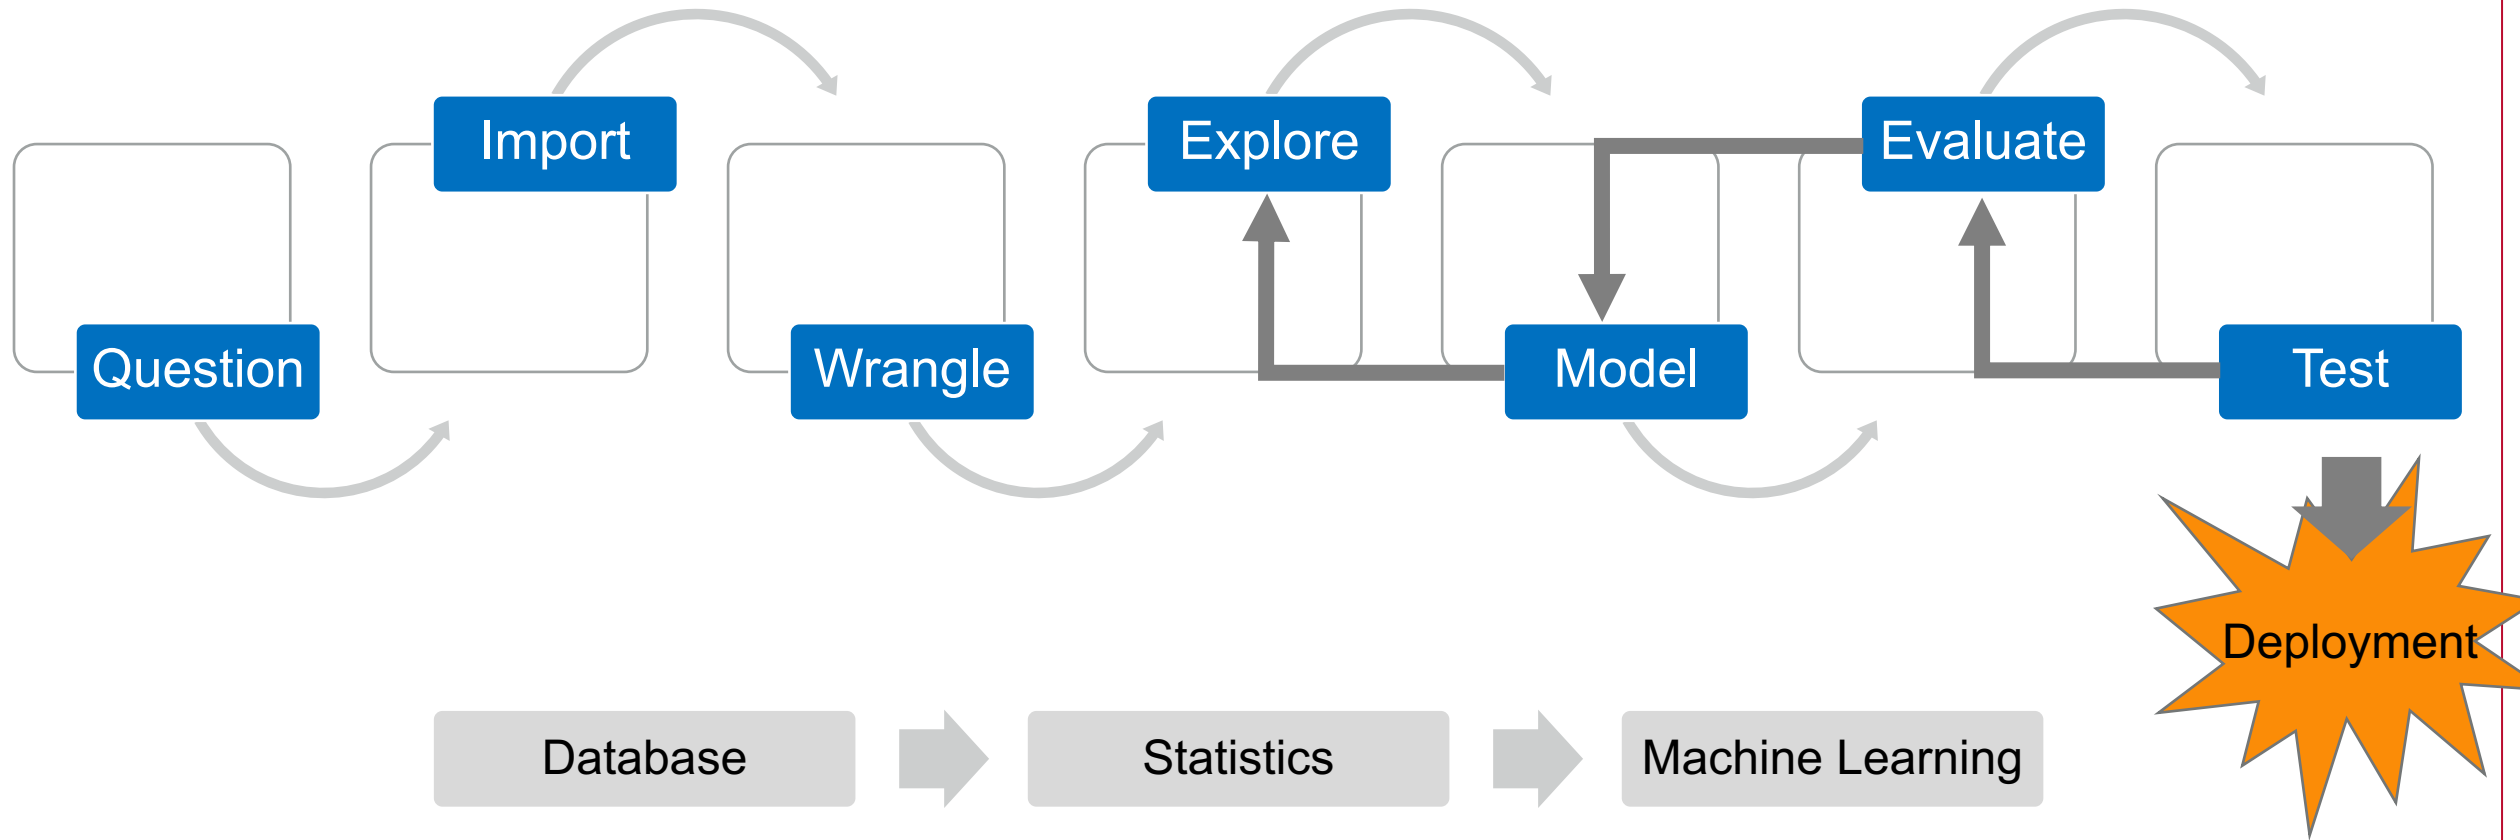 Question
Import
Wrangle
Explore
Model
Evaluate
Test
Deployment
Database
Statistics
Machine Learning